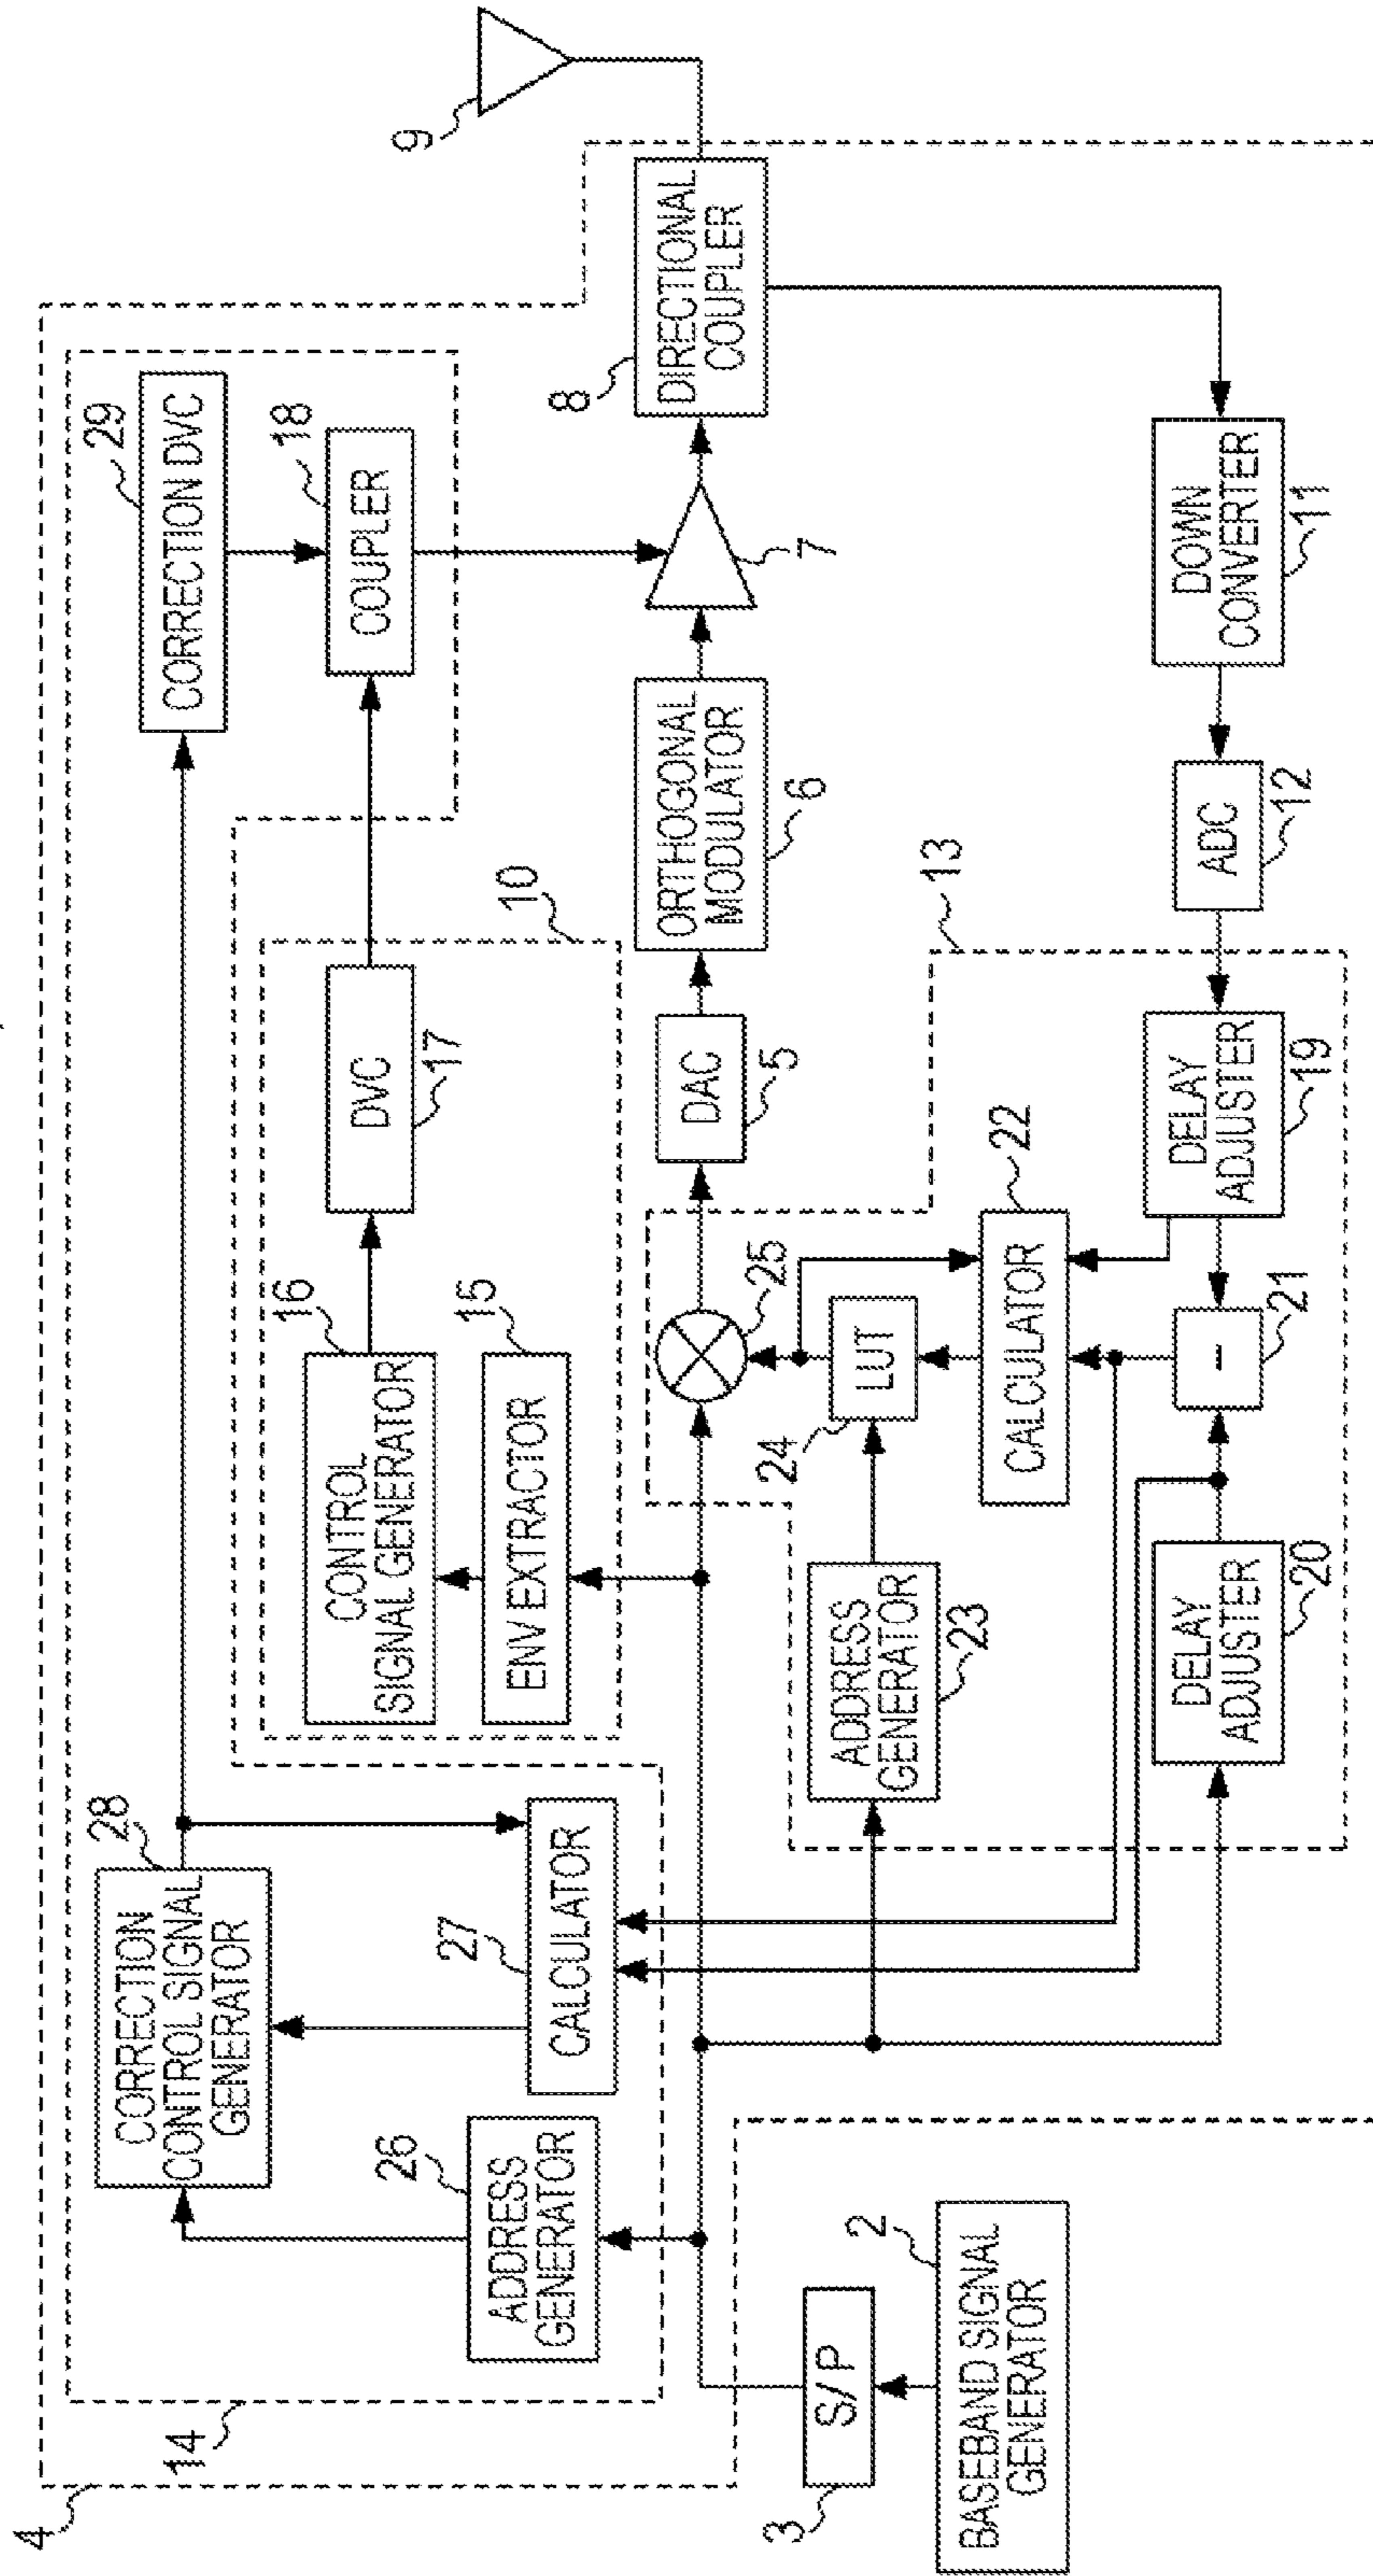 4
14
28
CORRECTION
CONTROL SIGNAL
GENERATOR
29
CORRECTION DVC
18
COUPLER
9
16
CONTROL
SIGNAL GENERATOR
DVC
17
10
26
ADDRESS
GENERATOR
27
CALCULATOR
15
ENV EXTRACTOR
25
DAC
5
ORTHOGONAL
MODULATOR
6
7
8
DIRECTIONAL
COUPLER
3
S/P
2
BASEBAND SIGNAL
GENERATOR
ADDRESS
GENERATOR
23
24
LUT
22
CALCULATOR
13
DELAY
ADJUSTER
20
-
21
DELAY
ADJUSTER
19
ADC
12
DOWN
CONVERTER
11